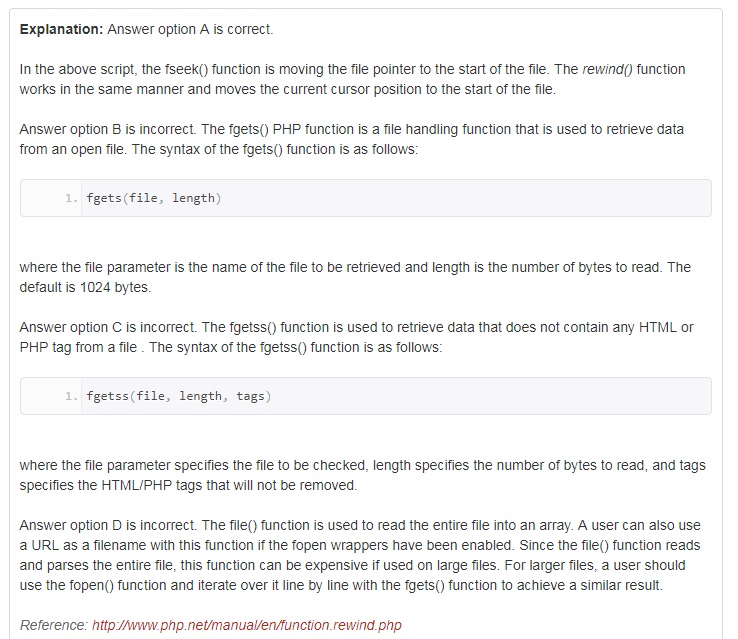 Explanation: Answer option A is correct.
In the above script, the fseek() function is moving the file pointer to the start of the file. The rewind() function
works in the same manner and moves the current cursor position to the start of the file.
Answer option B is incorrect. The fgets() PHP function is a file handling function that is used to retrieve data
from an open file. The syntax of the fgets() function is as follows:
1. fgets(file, length)
where the file parameter is the name of the file to be retrieved and length is the number of bytes to read. The
default is 1024 bytes.
Answer option C is incorrect. The fgetss() function is used to retrieve data that does not contain any HTML or
PHP tag from a file . The syntax of the fgetss() function is as follows:
1. fgetss(file, length, tags)
where the file parameter specifies the file to be checked, length specifies the number of bytes to read, and tags
specifies the HTML/PHP tags that will not be removed.
Answer option D is incorrect. The file() function is used to read the entire file into an array. A user can also use
a URL as a filename with this function if the fopen wrappers have been enabled. Since the file() function reads
and parses the entire file, this function can be expensive if used on large files. For larger files, a user should
use the fopen() function and iterate over it line by line with the fgets() function to achieve a similar result.
Reference: http://www.php.net/manual/en/function.rewind.php